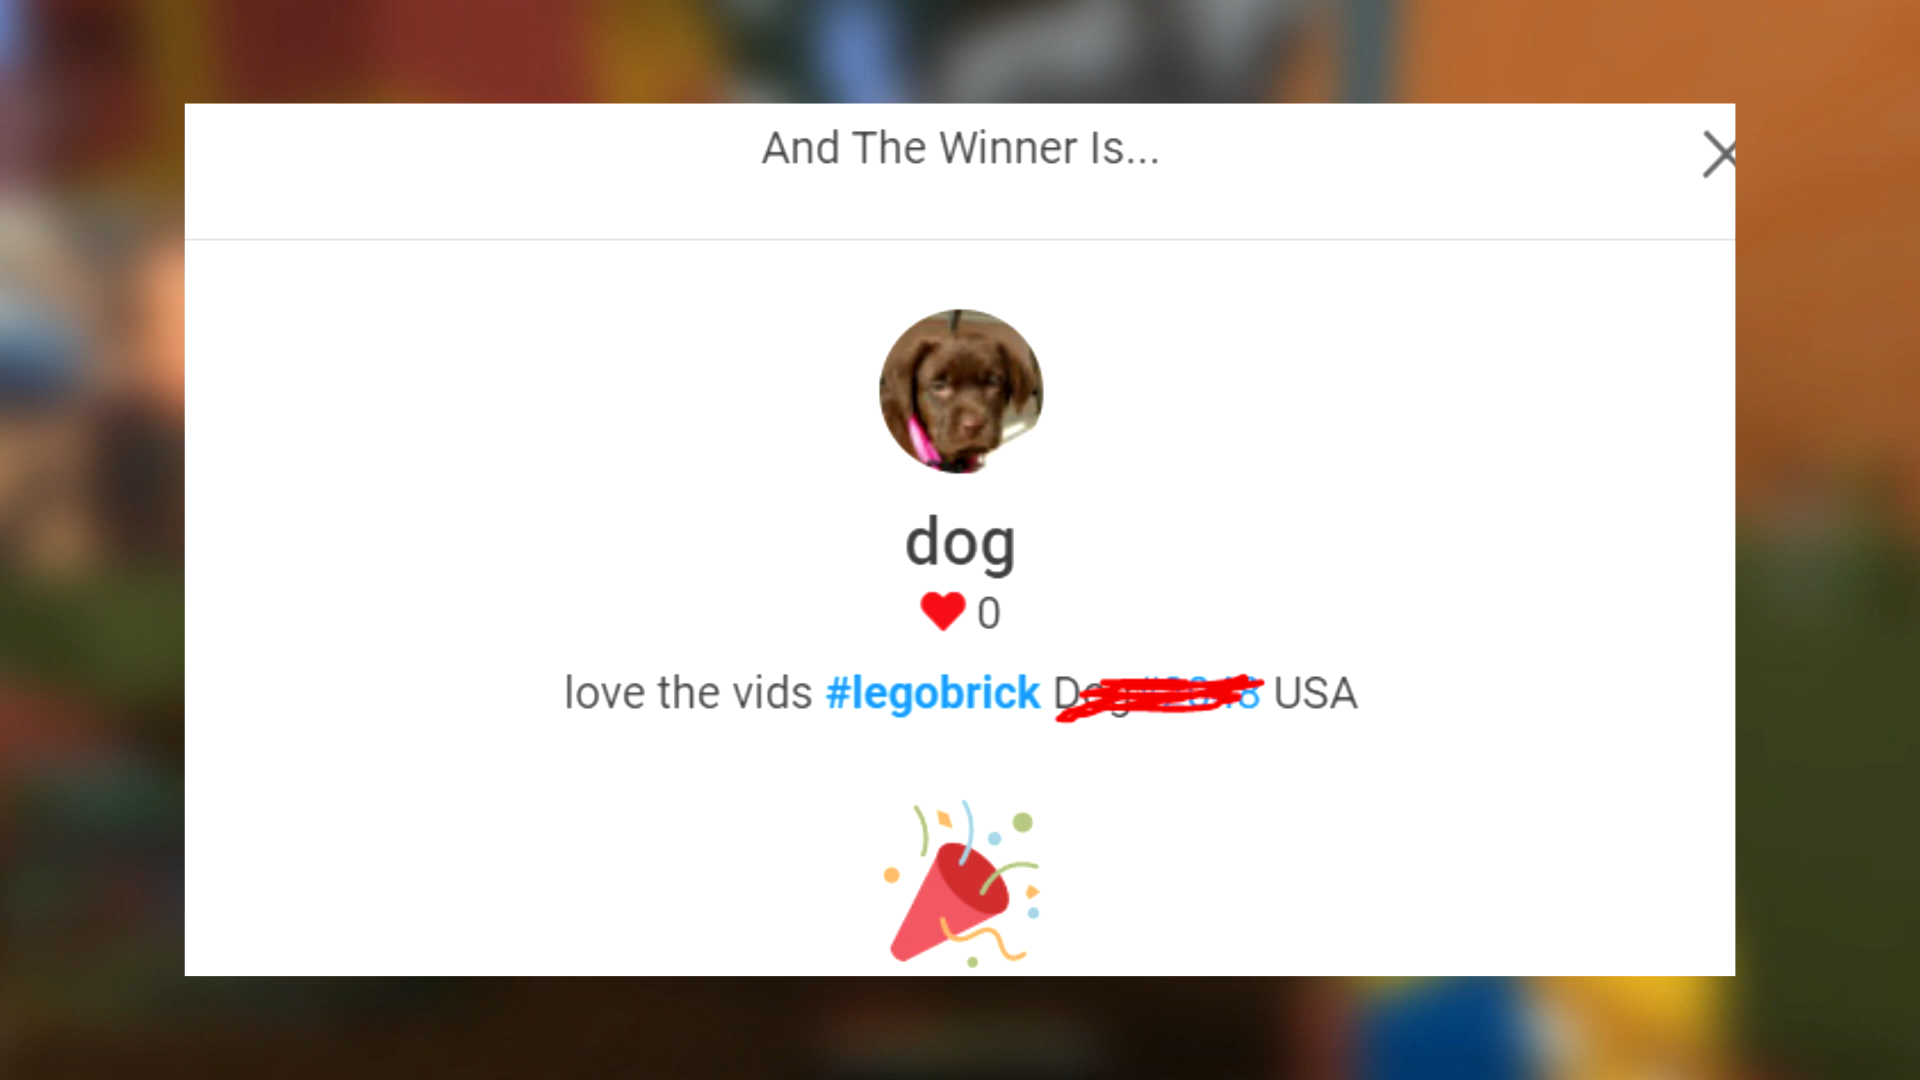 And The Winner Is...
dog
0
love the vids #legobrick USA